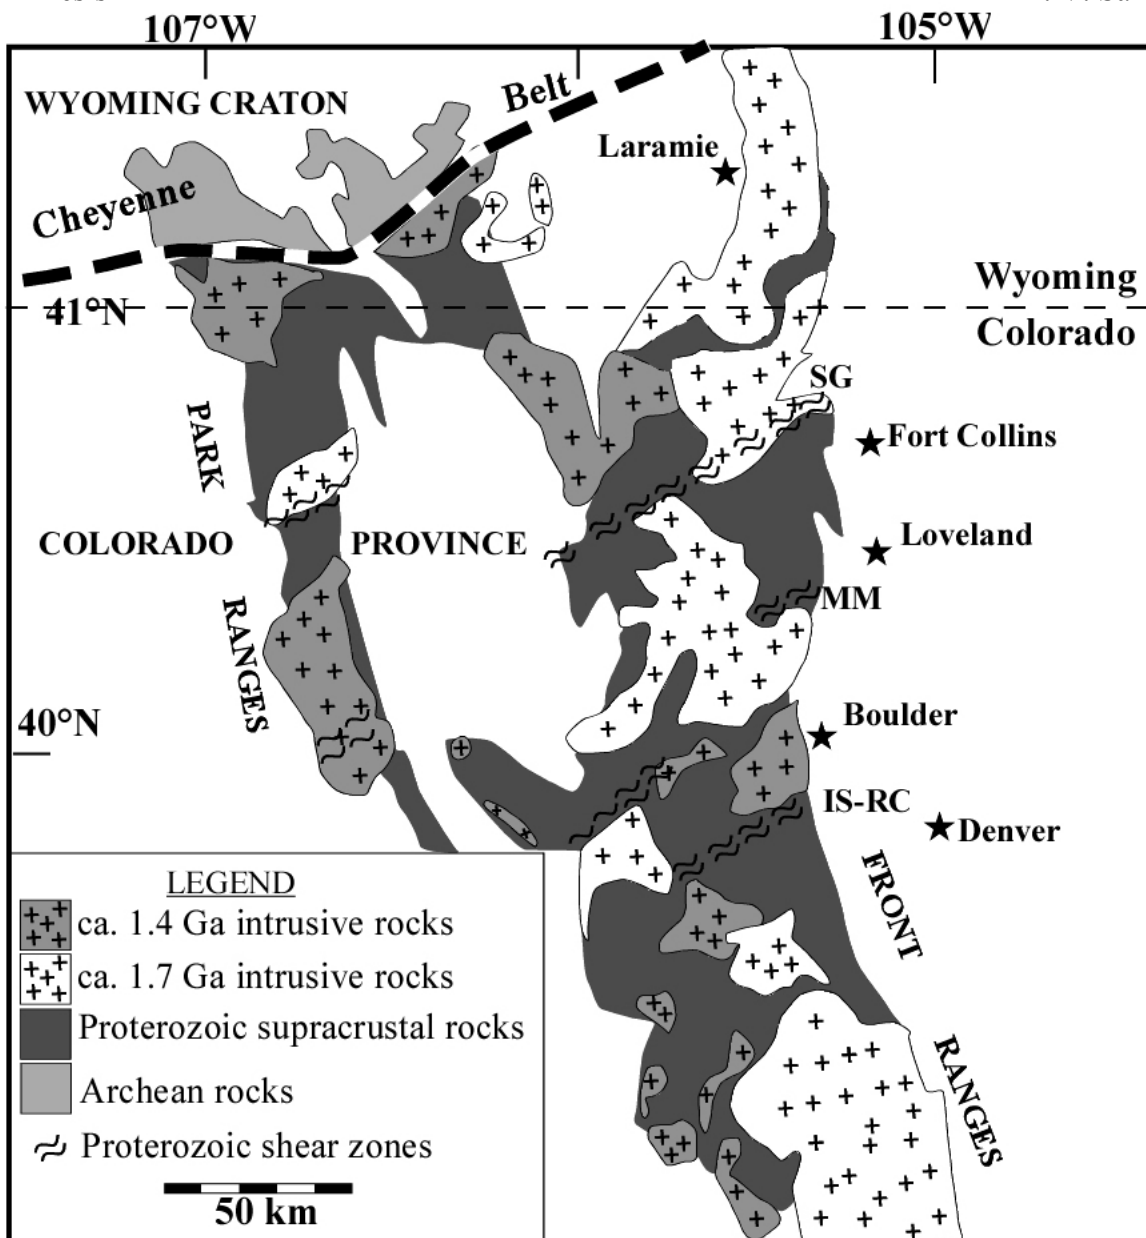 107°W
105°W
WYOMING CRATON
Belt
Laramie
Cheyenne
Wyoming
41°N
Colorado
SG
PARK
Fort Collins
COLORADO
PROVINCE
Loveland
MM
RANGES
40°N
Boulder
IS-RC
Denver
FRONT
RANGES
LEGEND
ca. 1.4 Ga intrusive rocks
ca. 1.7 Ga intrusive rocks
Proterozoic supracrustal rocks
Archean rocks
Proterozoic shear zones
50 km